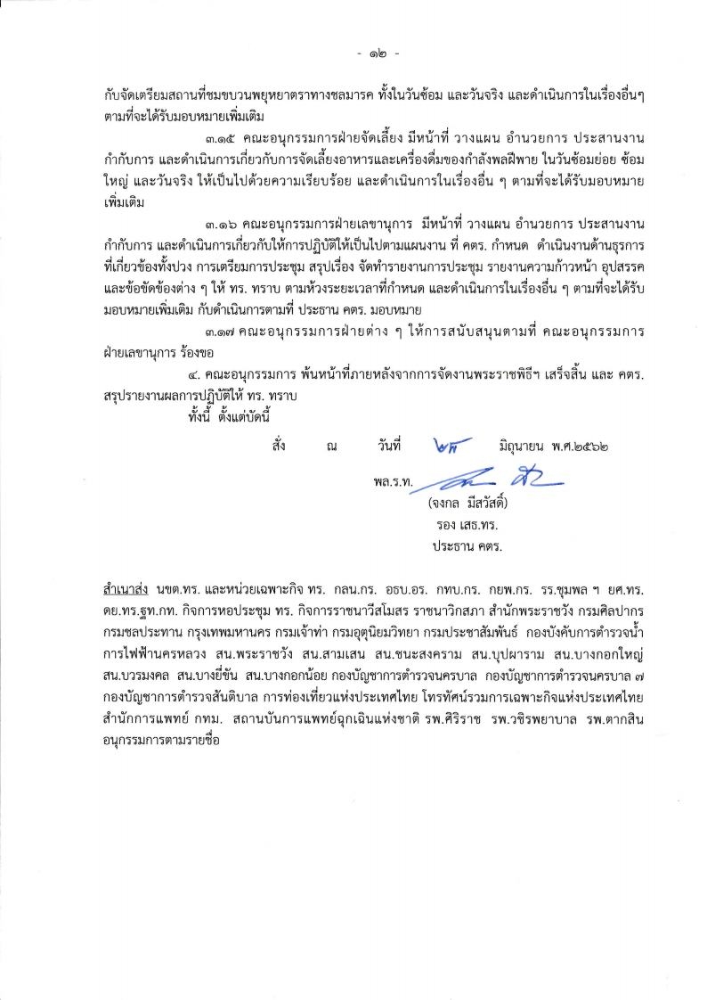 - ๑๒ -
กับจัดเตรียมสถานที่ชมขบวนพยุหยาตราทางชลมารค ทั้งในวันซ้อม และวันจริง และดำเนินการในเรื่องอื่นๆ
ตามที่จะได้รับมอบหมายเพิ่มเติม
๓.๑๕ คณะอนุกรรมการฝ่ายจัดเลี้ยง มีหน้าที่ วางแผน อำนวยการ ประสานงาน
กำกับการ และดำเนินการเกี่ยวกับการจัดเลี้ยงอาหารและเครื่องดื่มของกำลังพลฝีพาย ในวันซ้อมย่อย ซ้อม
ใหญ่ และวันจริง ให้เป็นไปด้วยความเรียบร้อย และดำเนินการในเรื่องอื่น ๆ ตามที่จะได้รับมอบหมาย
เพิ่มเติม
๓.๑๖ คณะอนุกรรมการฝ่ายเลขานุการ มีหน้าที่ วางแผน อำนวยการ ประสานงาน
กำกับการ และดำเนินการเกี่ยวกับให้การปฏิบัติให้เป็นไปตามแผนงาน ที่ คตร. กำหนด ดำเนินงานด้านธุรการ
ที่เกี่ยวข้องทั้งปวง การเตรียมการประชุม สรุปเรื่อง จัดทำรายงานการประชุม รายงานความก้าวหน้า อุปสรรค
และข้อขัดข้องต่าง ๆ ให้ ทร. ทราบ ตามห้วงระยะเวลาที่กำหนด และดำเนินการในเรื่องอื่น ๆ ตามที่จะได้รับ
มอบหมายเพิ่มเติม กับดำเนินการตามที่ ประธาน คตร. มอบหมาย
๓.๑๗ คณะอนุกรรมการฝ่ายต่าง ๆ ให้การสนับสนุนตามที่ คณะอนุกรรมการ
ฝ่ายเลขานุการ ร้องขอ
๔. คณะอนุกรรมการ พ้นหน้าที่ภายหลังจากการจัดงานพระราชพิธีฯ เสร็จสิ้น และ คตร.
สรุปรายงานผลการปฏิบัติให้ ทร. ทราบ
ทั้งนี้ ตั้งแต่บัดนี้
สั่ง ณ วันที่ มิถุนายน พ.ศ.๒๕๖๒
พล.ร.ท.
(จงกล มีสวัสดิ์)
รอง เสธ.ทร.
ประธาน คตร.
สำเนาส่ง นขต.ทร. และหน่วยเฉพาะกิจ ทร. กลน.กร. อธบ.อร. กทบ.กร. กยพ.กร. รร.ชุมพล ฯ ยศ.ทร.
ดย.ทร.ฐท.กท. กิจการหอประชุม ทร. กิจการราชนาวีสโมสร ราชนาวิกสภา สำนักพระราชวัง กรมศิลปากร
กรมชลประทาน กรุงเทพมหานคร กรมเจ้าท่า กรมอุตุนิยมวิทยา กรมประชาสัมพันธ์ กองบังคับการตำรวจน้ำ
การไฟฟ้านครหลวง สน.พระราชวัง สน.สามเสน สน.ชนะสงคราม สน.บุปผาราม สน.บางกอกใหญ่
สน.บวรมงคล สน.บางยี่ขัน สน.บางกอกน้อย กองบัญชาการตำรวจนครบาล กองบัญชาการตำรวจนครบาล ๗
กองบัญชาการตำรวจสันติบาล การท่องเที่ยวแห่งประเทศไทย โทรทัศน์รวมการเฉพาะกิจแห่งประเทศไทย
สำนักการแพทย์ กทม. สถานบันการแพทย์ฉุกเฉินแห่งชาติ รพ.ศิริราช รพ.วชิรพยาบาล รพ.ตากสิน
อนุกรรมการตามรายชื่อ